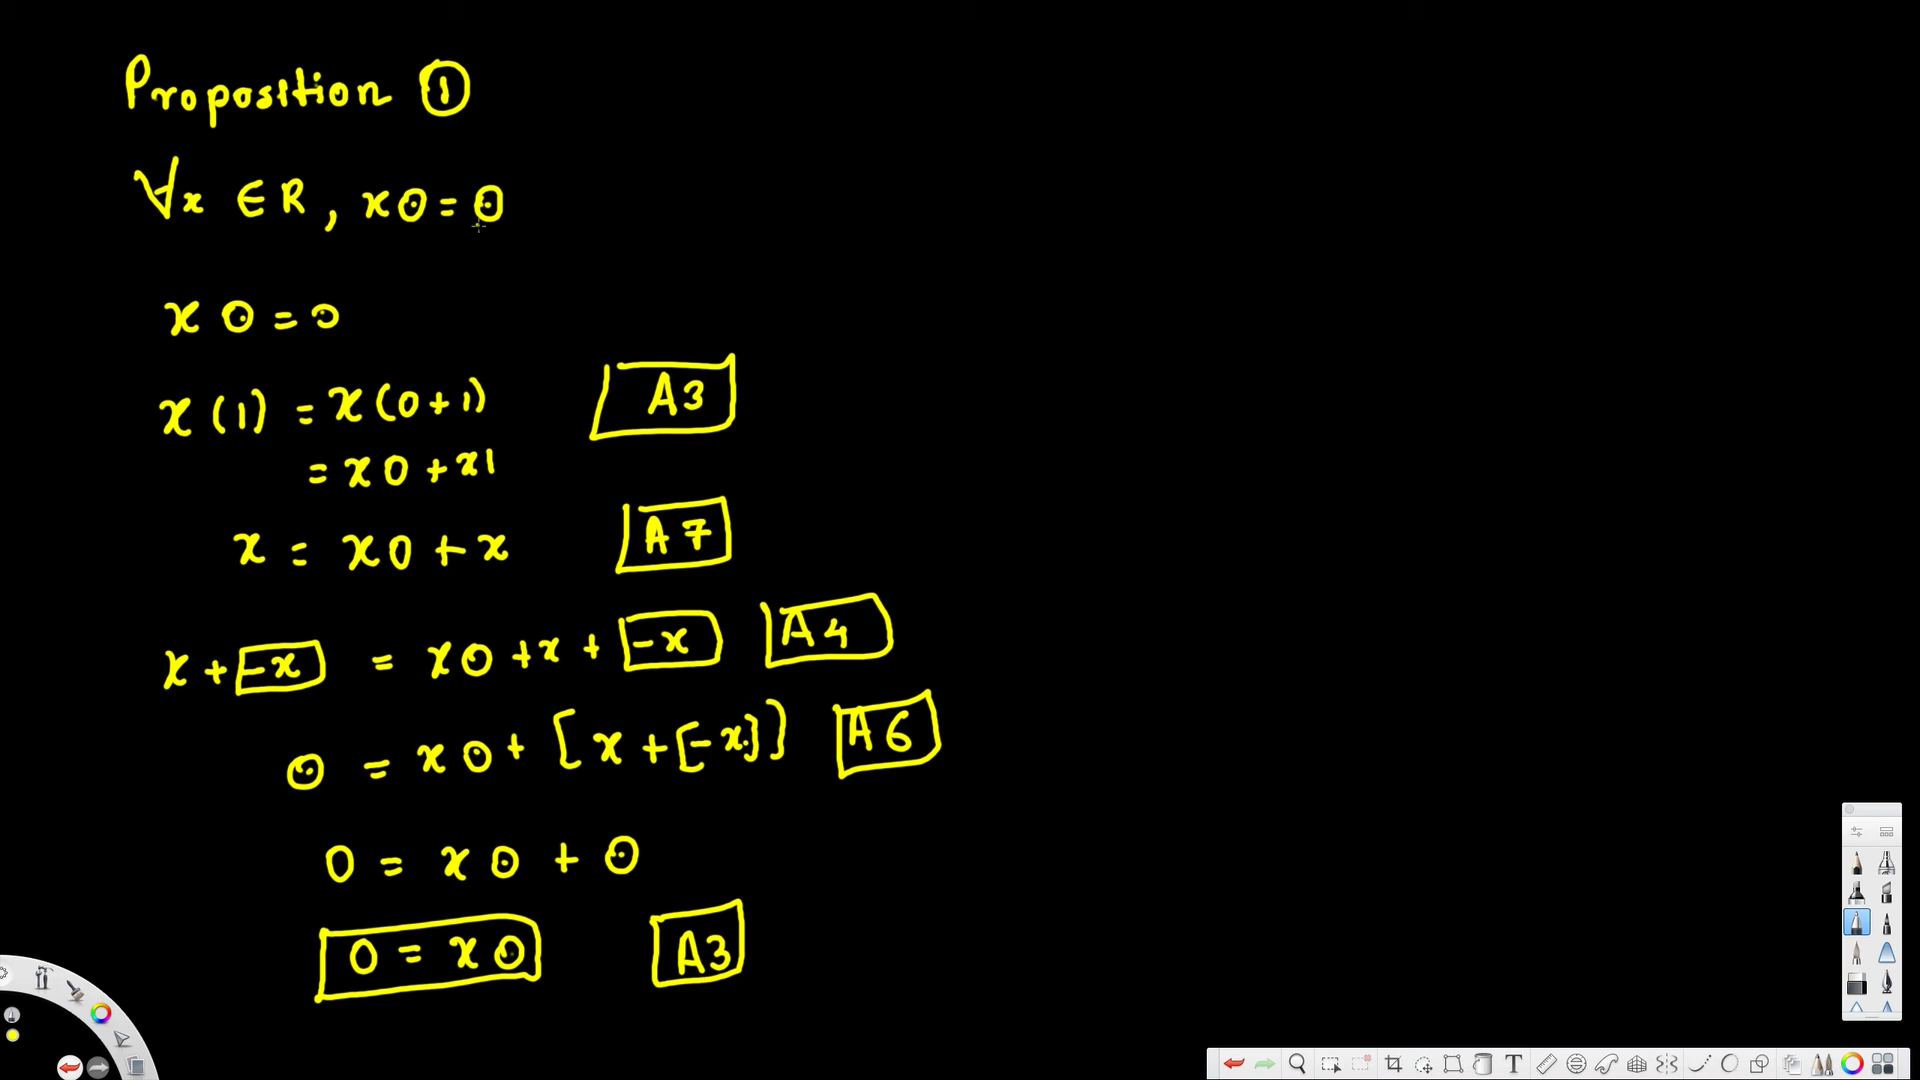 Proposition ①
∀x ∈ R, x0 = 0
x 0 = 0
x(1) = x(0+1) A3
= x0 + x1
x = x0 + x A7
x + -x = x0 + x + -x A4
0 = x0 + [x + [-x]] A6
0 = x0 + 0
0 = x0 A3
T